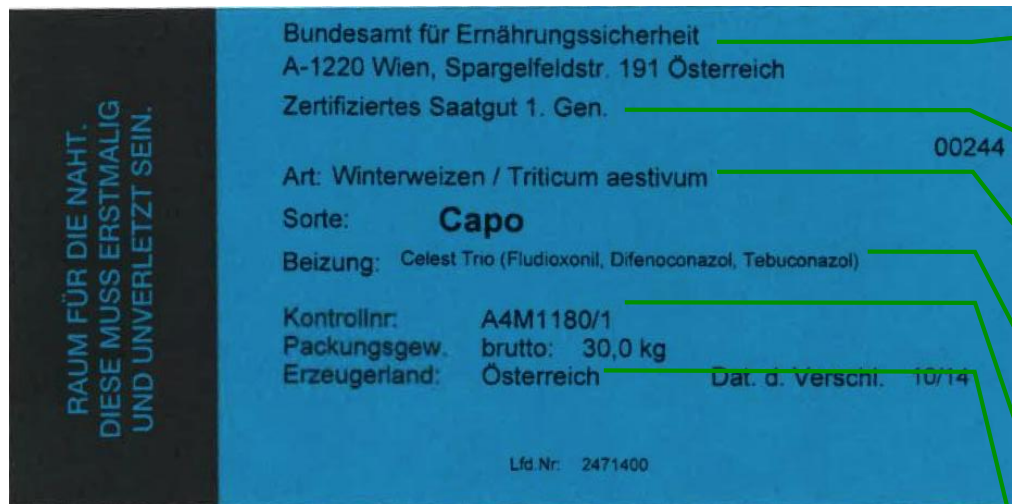 RAUM FÜR DIE NAHT.
DIESE MUSS ERSTMALIG
UND UNVERLETZT SEIN.
Bundesamt für Ernährungssicherheit
A-1220 Wien, Spargelfeldstr. 191 Österreich
Zertifiziertes Saatgut 1. Gen.
00244
Art: Winterweizen / Triticum aestivum
Sorte: Capo
Beizung: Celest Trio (Fludioxonil, Difenoconazol, Tebuconazol)
Kontrollnr: A4M1180/1
Packungsgew. brutto: 30,0 kg
Erzeugerland: Österreich Dat. d. Verschl. 10/14
Lfd.Nr: 2471400